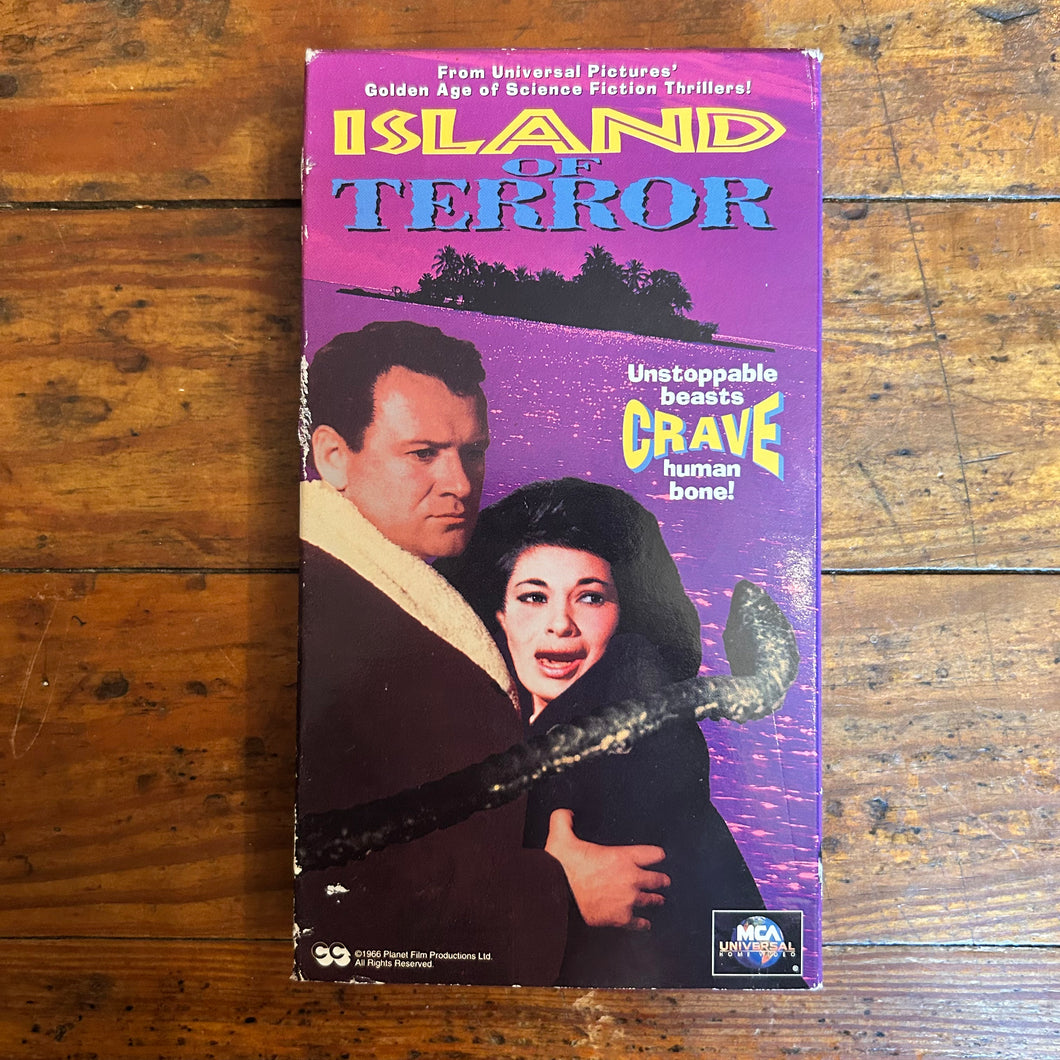 From Universal Pictures'
Golden Age of Science Fiction Thrillers!
ISLAND
OF
TERROR
Unstoppable
beasts
CRAVE
human
bone!
CC
©1966 Planet Film Productions Ltd.
All Rights Reserved.
MCA
UNIVERSAL
HOME VIDEO
®